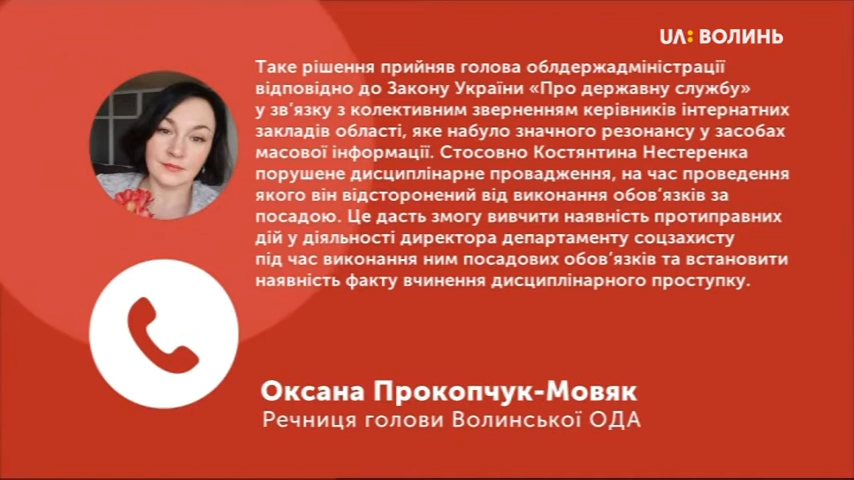 UA: ВОЛИНЬ
Таке рішення прийняв голова облдержадміністрації
відповідно до Закону України «Про державну службу»
у зв’язку з колективним зверненням керівників інтернатних
закладів області, яке набуло значного резонансу у засобах
масової інформації. Стосовно Костянтина Нестеренка
порушене дисциплінарне провадження, на час проведення
якого він відсторонений від виконання обов’язків за
посадою. Це дасть змогу вивчити наявність протиправних
дій у діяльності директора департаменту соцзахисту
під час виконання ним посадових обов’язків та встановити
наявність факту вчинення дисциплінарного проступку.
Оксана Прокопчук-Мовяк
Речниця голови Волинської ОДА